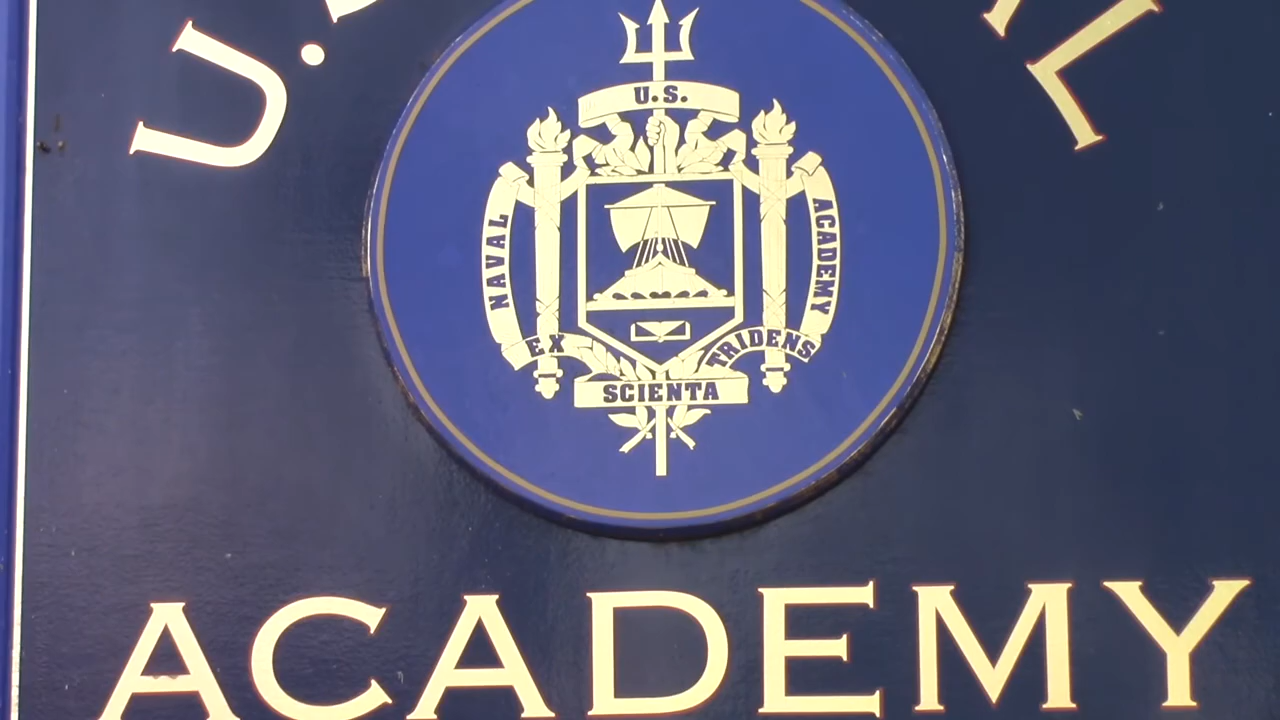 U.
U.S.
NAVAL
ACADEMY
EX
TRIDENS
SCIENTA
ACADEMY